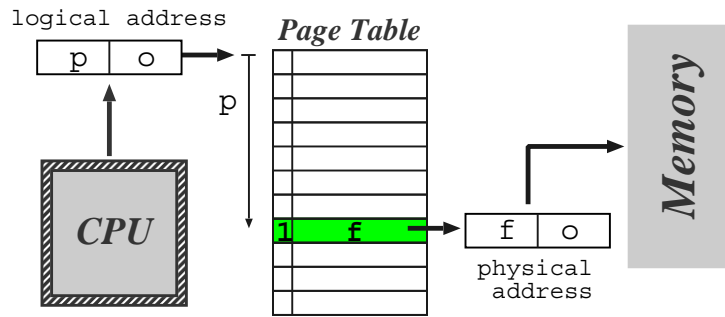 logical address
p o
p
CPU
Page Table
1 f
f o
physical
address
Memory